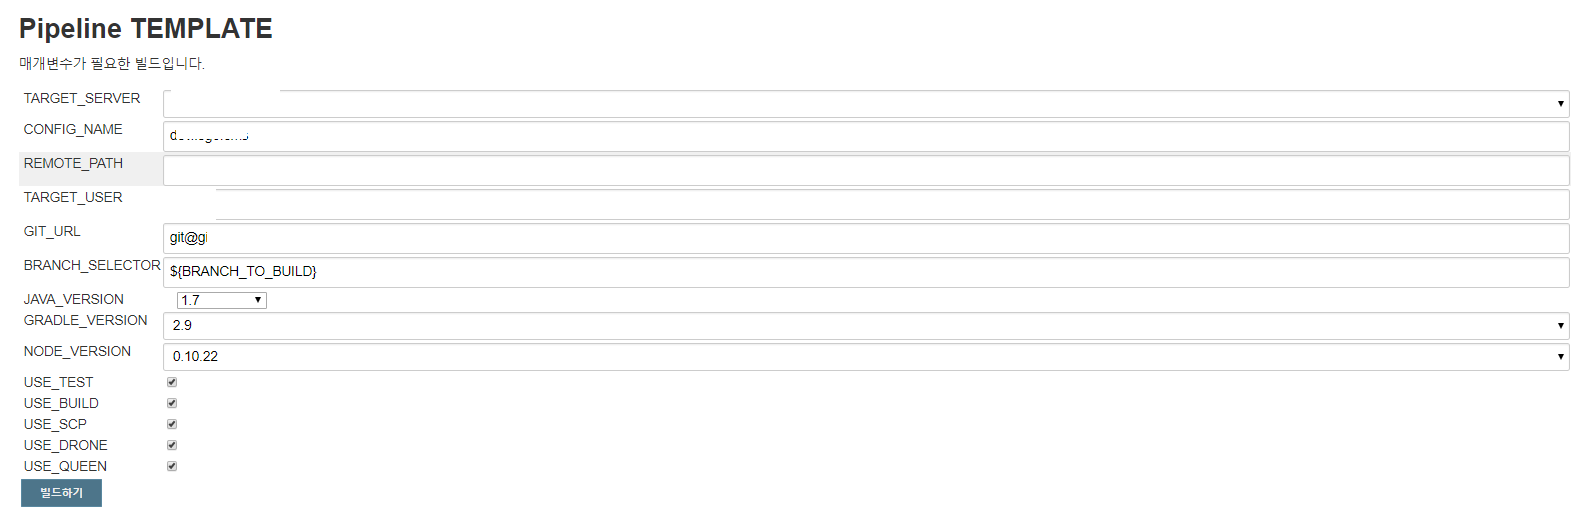 Pipeline TEMPLATE
매개변수가 필요한 빌드입니다.
TARGET_SERVER
CONFIG_NAME
REMOTE_PATH
TARGET_USER
GIT_URL git@gi
BRANCH_SELECTOR ${BRANCH_TO_BUILD}
JAVA_VERSION 1.7
GRADLE_VERSION 2.9
NODE_VERSION 0.10.22
USE_TEST
USE_BUILD
USE_SCP
USE_DRONE
USE_QUEEN
빌드하기